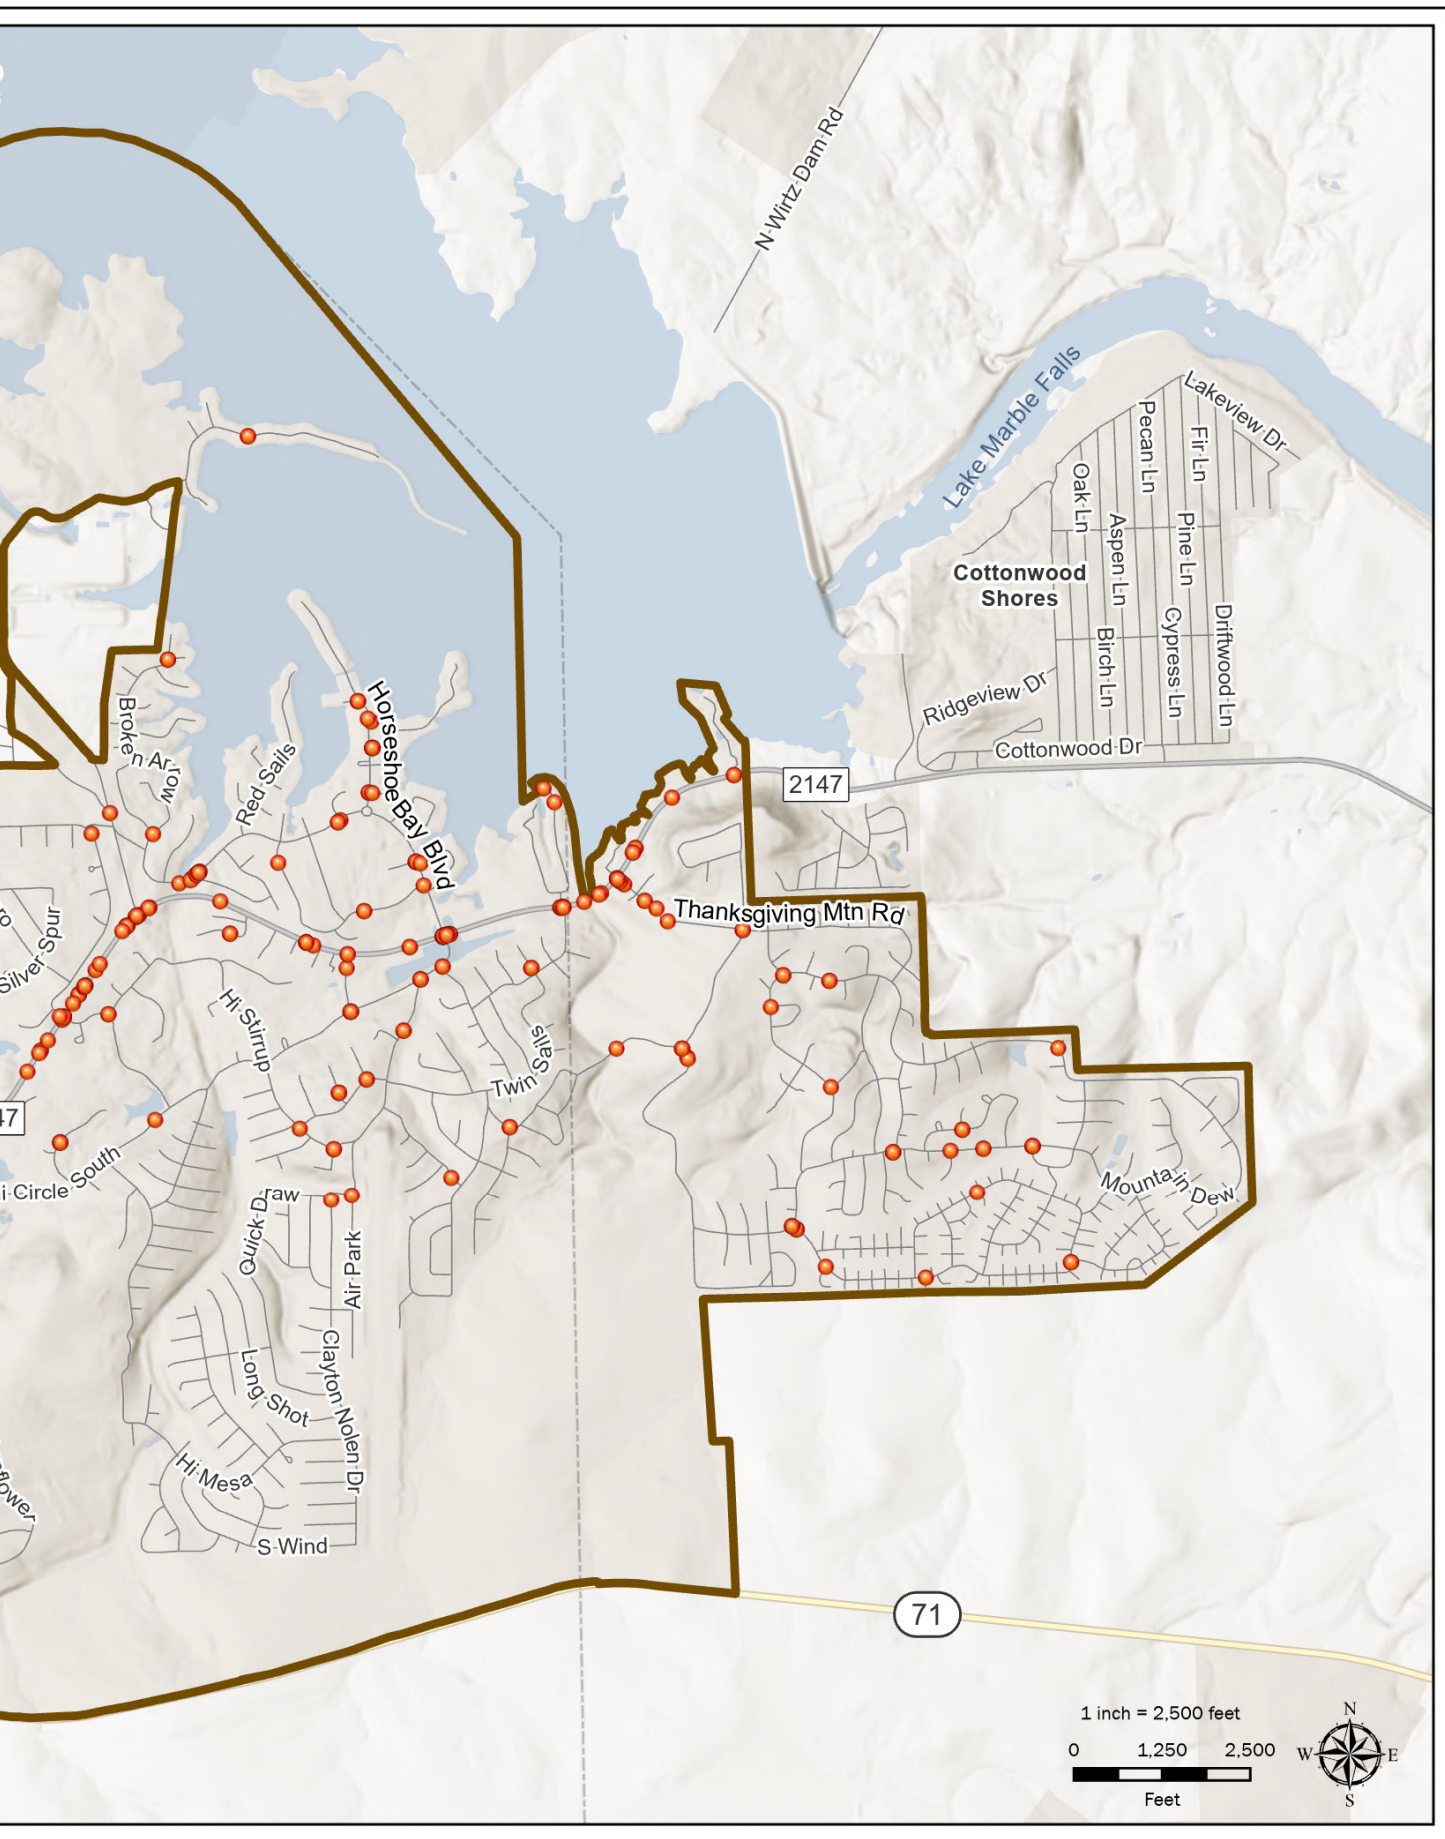 N Wirtz Dam Rd
Lake Marble Falls
Lakeview Dr
Pecan Ln
Fir Ln
Oak Ln
Aspen Ln
Pine Ln
Cottonwood
Shores
Birch Ln
Cypress Ln
Driftwood Ln
Ridgeview Dr
Cottonwood Dr
2147
Horseshoe Bay Blvd
Broken Arrow
Red Sails
Thanksgiving Mtn Rd
Silver Spur
Hi Stirrup
Twin Sails
47
i Circle South
Quick Draw
Air Park
Mountain Dew
Clayton Nolen Dr
Long Shot
Hi Mesa
flower
S Wind
71
1 inch = 2,500 feet
0 1,250 2,500
Feet
N
W E
S